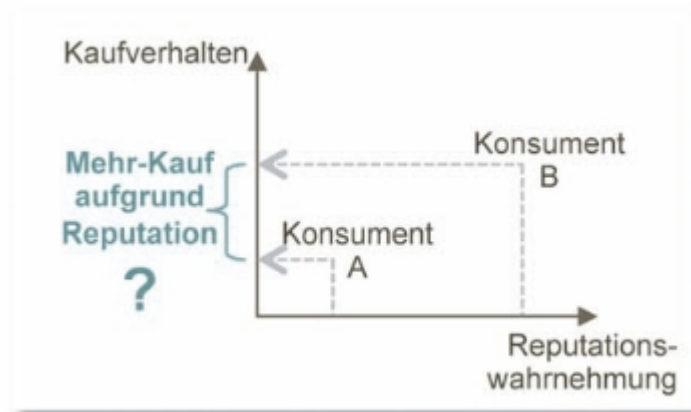 Kaufverhalten
Mehr-Kauf
aufgrund
Reputation
?
Konsument
B
Konsument
A
Reputations-
wahrnehmung